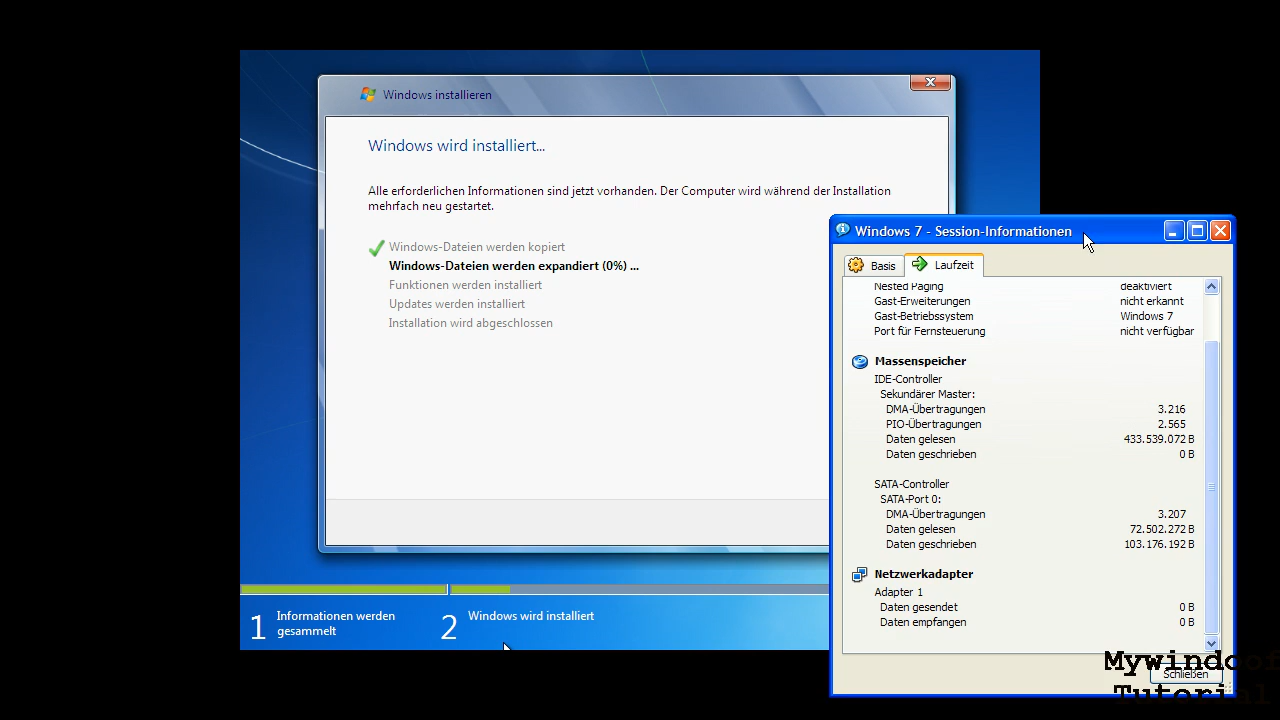 Windows installieren
Windows wird installiert...
Alle erforderlichen Informationen sind jetzt vorhanden. Der Computer wird während der Installation
mehrfach neu gestartet.
Windows-Dateien werden kopiert
Windows-Dateien werden expandiert (0%) ...
Funktionen werden installiert
Updates werden installiert
Installation wird abgeschlossen
1 Informationen werden
gesammelt
2 Windows wird installiert
Windows 7 - Session-Informationen
Basis Laufzeit
Nested Paging deaktiviert
Gast-Erweiterungen nicht erkannt
Gast-Betriebssystem Windows 7
Port für Fernsteuerung nicht verfügbar
Massenspeicher
IDE-Controller
Sekundärer Master:
DMA-Übertragungen 3.216
PIO-Übertragungen 2.565
Daten gelesen 433.539.072 B
Daten geschrieben 0 B
SATA-Controller
SATA-Port 0:
DMA-Übertragungen 3.207
Daten gelesen 72.502.272 B
Daten geschrieben 103.176.192 B
Netzwerkadapter
Adapter 1
Daten gesendet 0 B
Daten empfangen 0 B
Schließen